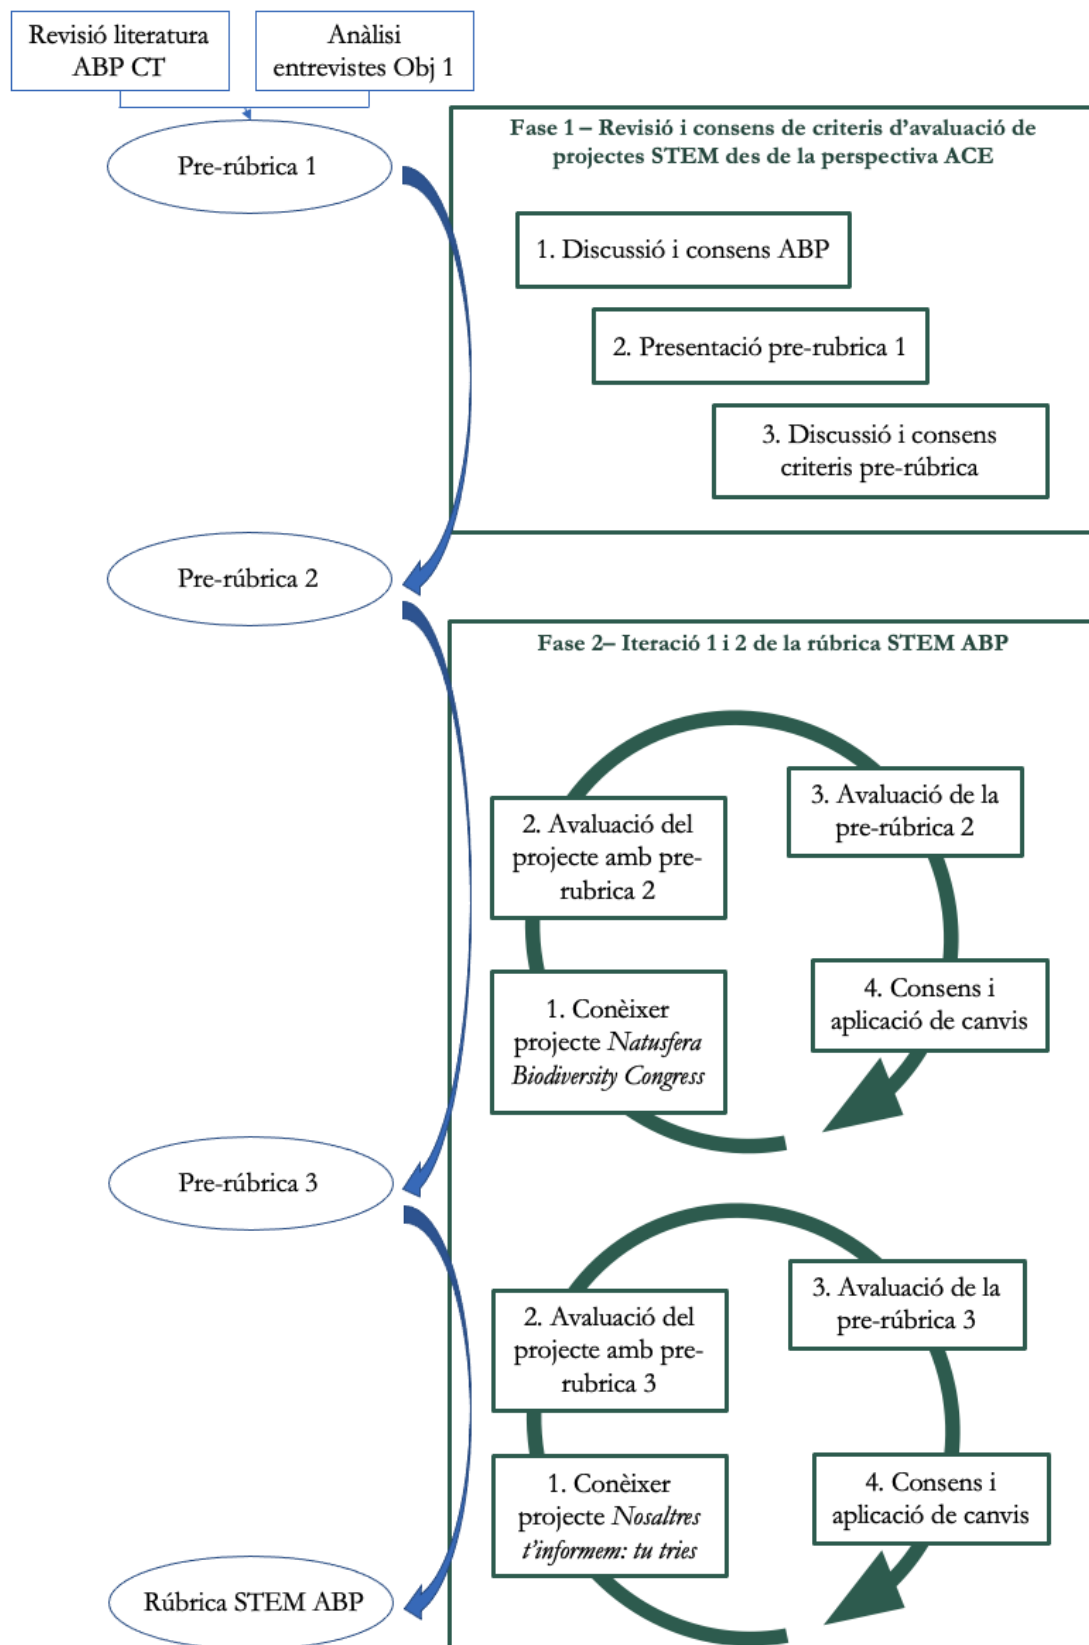 Revisió literatura
ABP CT
Anàlisi
entrevistes Obj 1
Pre-rúbrica 1
Fase 1 – Revisió i consens de criteris d'avaluació de
projectes STEM des de la perspectiva ACE
1. Discussió i consens ABP
2. Presentació pre-rubrica 1
3. Discussió i consens
criteris pre-rúbrica
Pre-rúbrica 2
Fase 2– Iteració 1 i 2 de la rúbrica STEM ABP
2. Avaluació del
projecte amb pre-
rubrica 2
3. Avaluació de la
pre-rúbrica 2
1. Conèixer
projecte Natusfera
Biodiversity Congress
4. Consens i
aplicació de canvis
Pre-rúbrica 3
2. Avaluació del
projecte amb pre-
rubrica 3
3. Avaluació de la
pre-rúbrica 3
1. Conèixer
projecte Nosaltres
t'informem: tu tries
4. Consens i
aplicació de canvis
Rúbrica STEM ABP